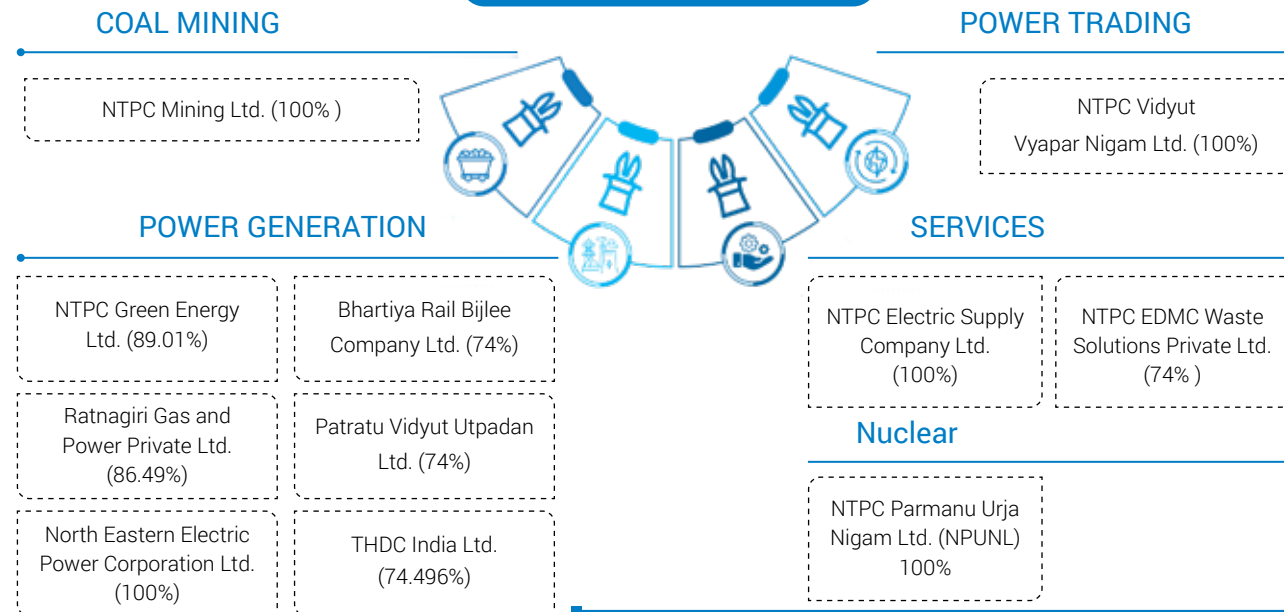 COAL MINING
NTPC Mining Ltd. (100% )
POWER TRADING
NTPC Vidyut
Vyapar Nigam Ltd. (100%)
POWER GENERATION
NTPC Green Energy
Ltd. (89.01%)
Bhartiya Rail Bijlee
Company Ltd. (74%)
Ratnagiri Gas and
Power Private Ltd.
(86.49%)
Patratu Vidyut Utpadan
Ltd. (74%)
North Eastern Electric
Power Corporation Ltd.
(100%)
THDC India Ltd.
(74.496%)
SERVICES
NTPC Electric Supply
Company Ltd.
(100%)
NTPC EDMC Waste
Solutions Private Ltd.
(74% )
Nuclear
NTPC Parmanu Urja
Nigam Ltd. (NPUNL)
100%